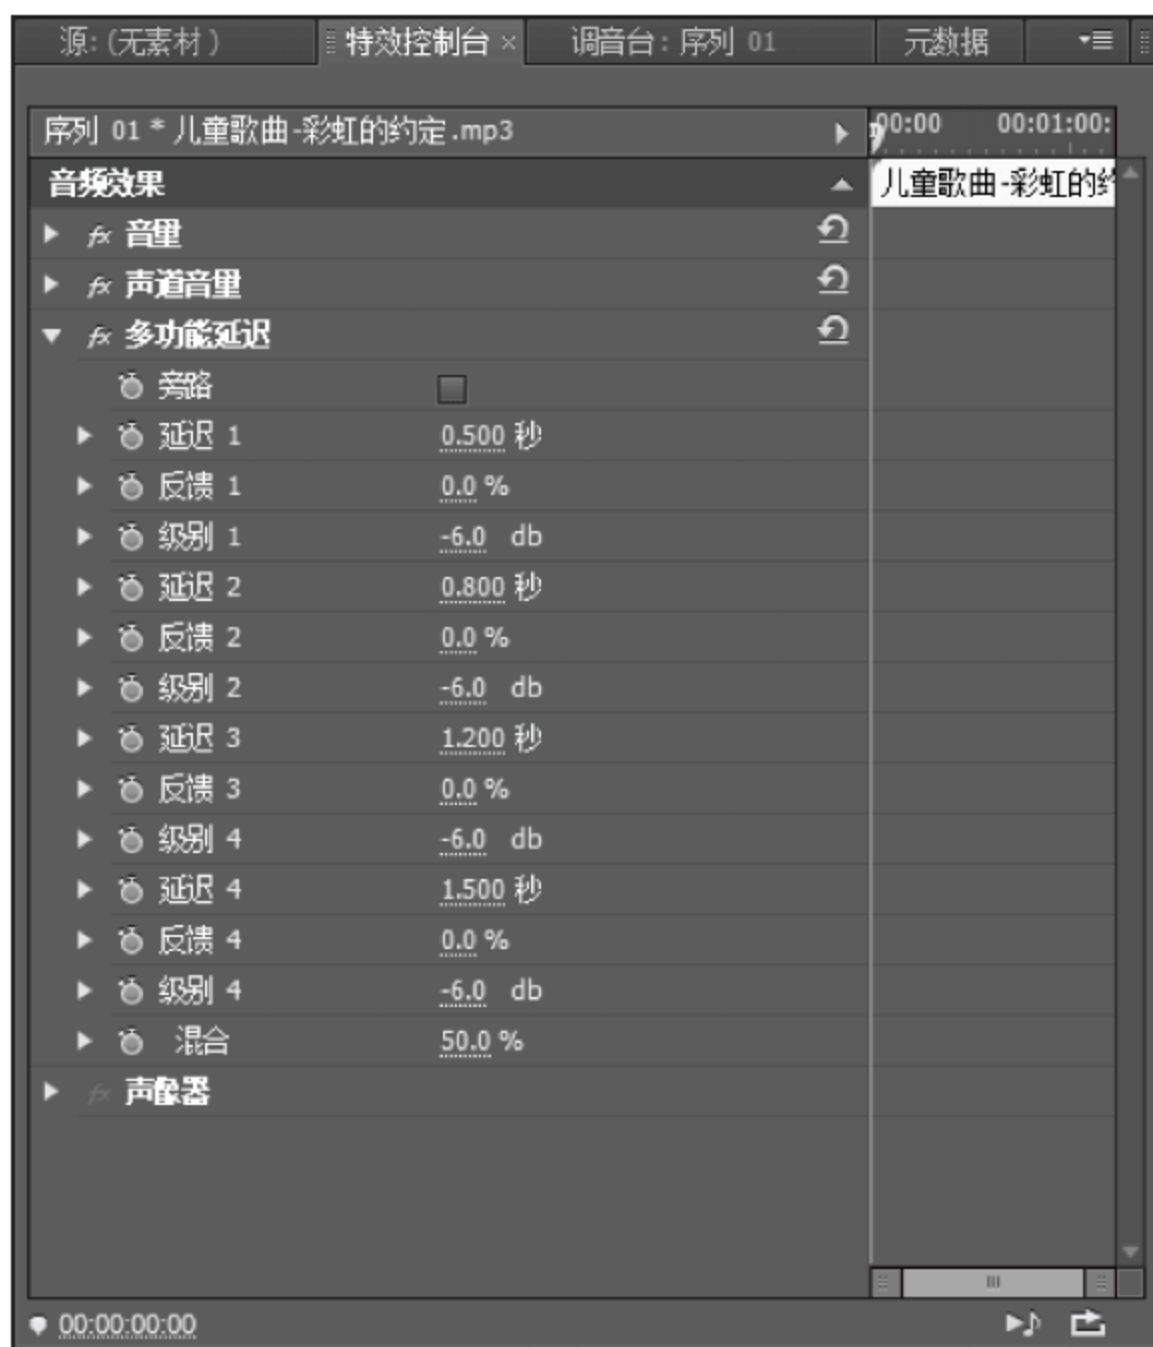 源: (无素材) 特效控制台 × 调音台: 序列 01 元数据
序列 01 * 儿童歌曲-彩虹的约定.mp3 00:00 00:01:00:
音频效果 儿童歌曲-彩虹的约
fx 音量
fx 声道音量
fx 多功能延迟
旁路
延迟 1 0.500 秒
反馈 1 0.0 %
级别 1 -6.0 db
延迟 2 0.800 秒
反馈 2 0.0 %
级别 2 -6.0 db
延迟 3 1.200 秒
反馈 3 0.0 %
级别 4 -6.0 db
延迟 4 1.500 秒
反馈 4 0.0 %
级别 4 -6.0 db
混合 50.0 %
fx 声像器
00:00:00:00